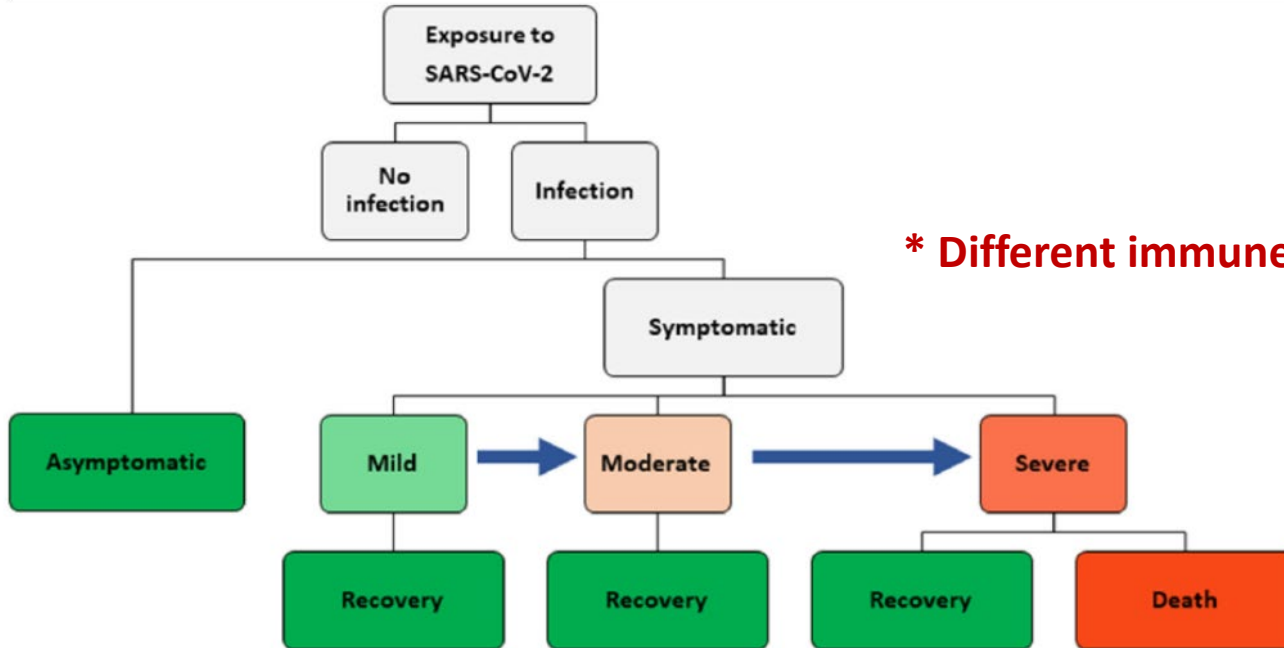 Exposure to
SARS-CoV-2
No
infection
Infection
* Different immune
Symptomatic
Asymptomatic
Mild
Moderate
Severe
Recovery
Recovery
Recovery
Death